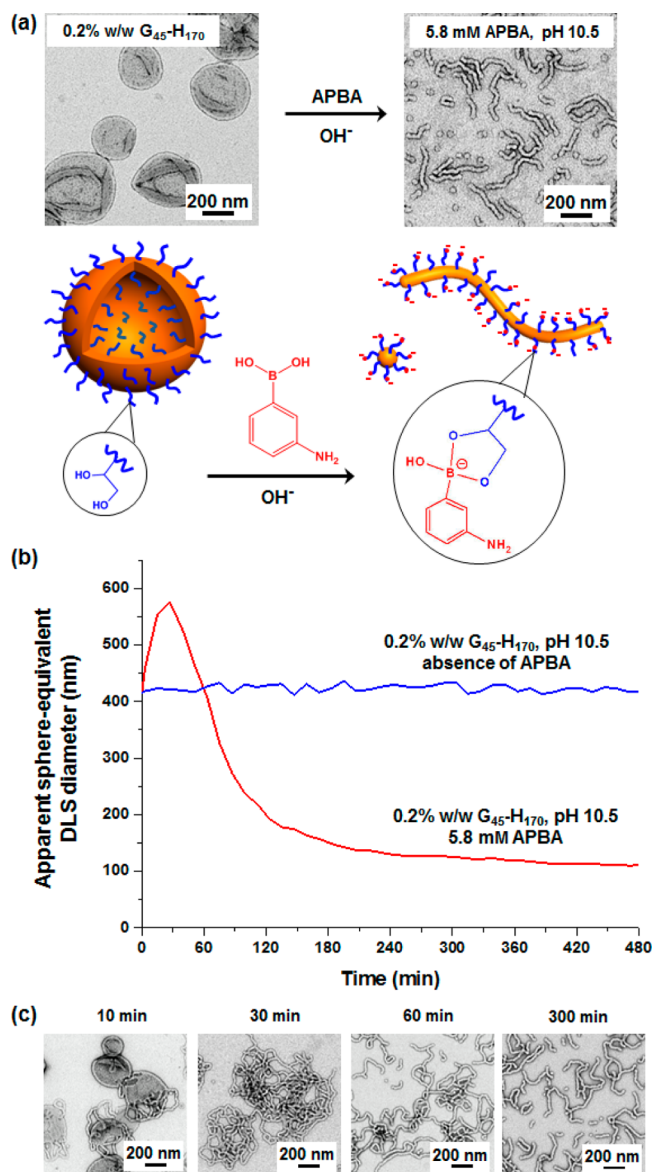 (a)
0.2% w/w G₄₅-H₁₇₀
5.8 mM APBA, pH 10.5
APBA
OH⁻
200 nm
200 nm
HO OH
B
NH₂
OH⁻
HO
HO
O
HO B ⊖
O
NH₂
(b)
Apparent sphere-equivalent
DLS diameter (nm)
600
500
400
300
200
100
0
0.2% w/w G₄₅-H₁₇₀, pH 10.5
absence of APBA
0.2% w/w G₄₅-H₁₇₀, pH 10.5
5.8 mM APBA
0 60 120 180 240 300 360 420 480
Time (min)
(c)
10 min 30 min 60 min 300 min
200 nm 200 nm 200 nm 200 nm